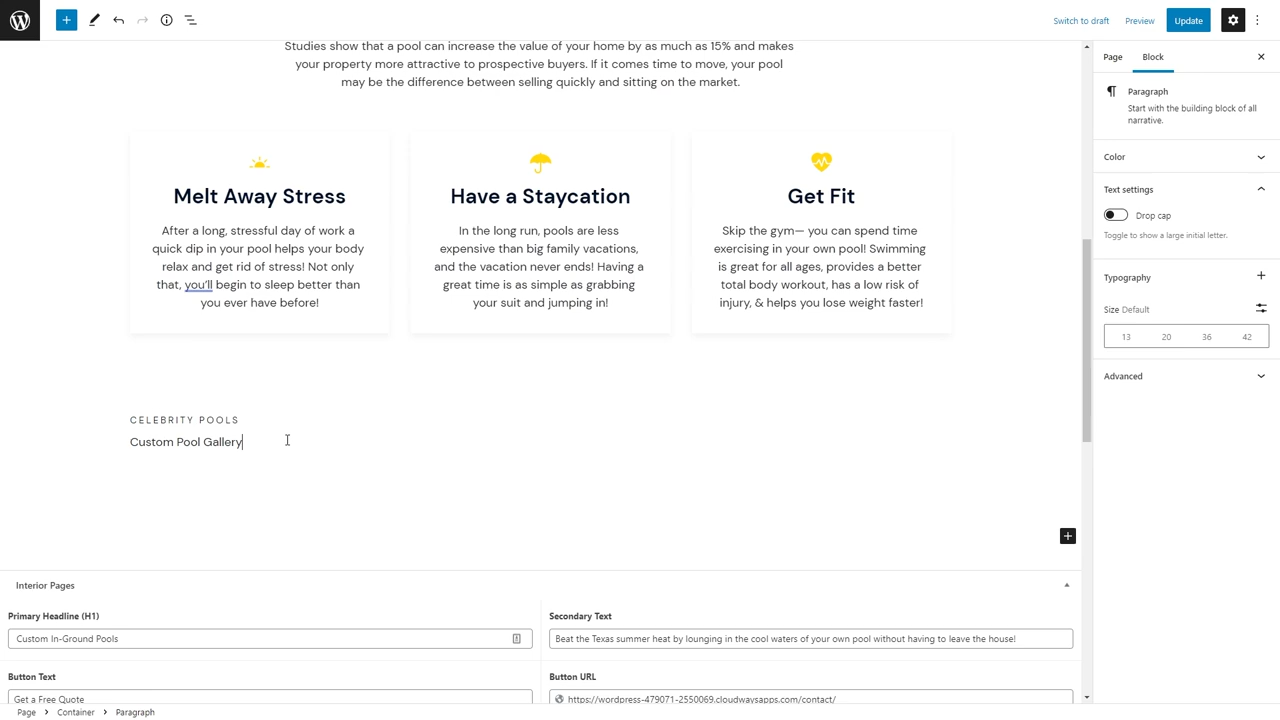 Switch to draft
Preview
Update
Studies show that a pool can increase the value of your home by as much as 15% and makes
your property more attractive to prospective buyers. If it comes time to move, your pool
may be the difference between selling quickly and sitting on the market.
Melt Away Stress
After a long, stressful day of work a
quick dip in your pool helps your body
relax and get rid of stress! Not only
that, you'll begin to sleep better than
you ever have before!
Have a Staycation
In the long run, pools are less
expensive than big family vacations,
and the vacation never ends! Having a
great time is as simple as grabbing
your suit and jumping in!
Get Fit
Skip the gym— you can spend time
exercising in your own pool! Swimming
is great for all ages, provides a better
total body workout, has a low risk of
injury, & helps you lose weight faster!
CELEBRITY POOLS
Custom Pool Gallery
Interior Pages
Primary Headline (H1)
Custom In-Ground Pools
Secondary Text
Beat the Texas summer heat by lounging in the cool waters of your own pool without having to leave the house!
Button Text
Get a Free Quote
Button URL
https://wordpress-479071-2550069.cloudwaysapps.com/contact/
Page > Container > Paragraph
Page
Block
Paragraph
Start with the building block of all
narrative.
Color
Text settings
Drop cap
Toggle to show a large initial letter.
Typography
Size Default
13 20 36 42
Advanced